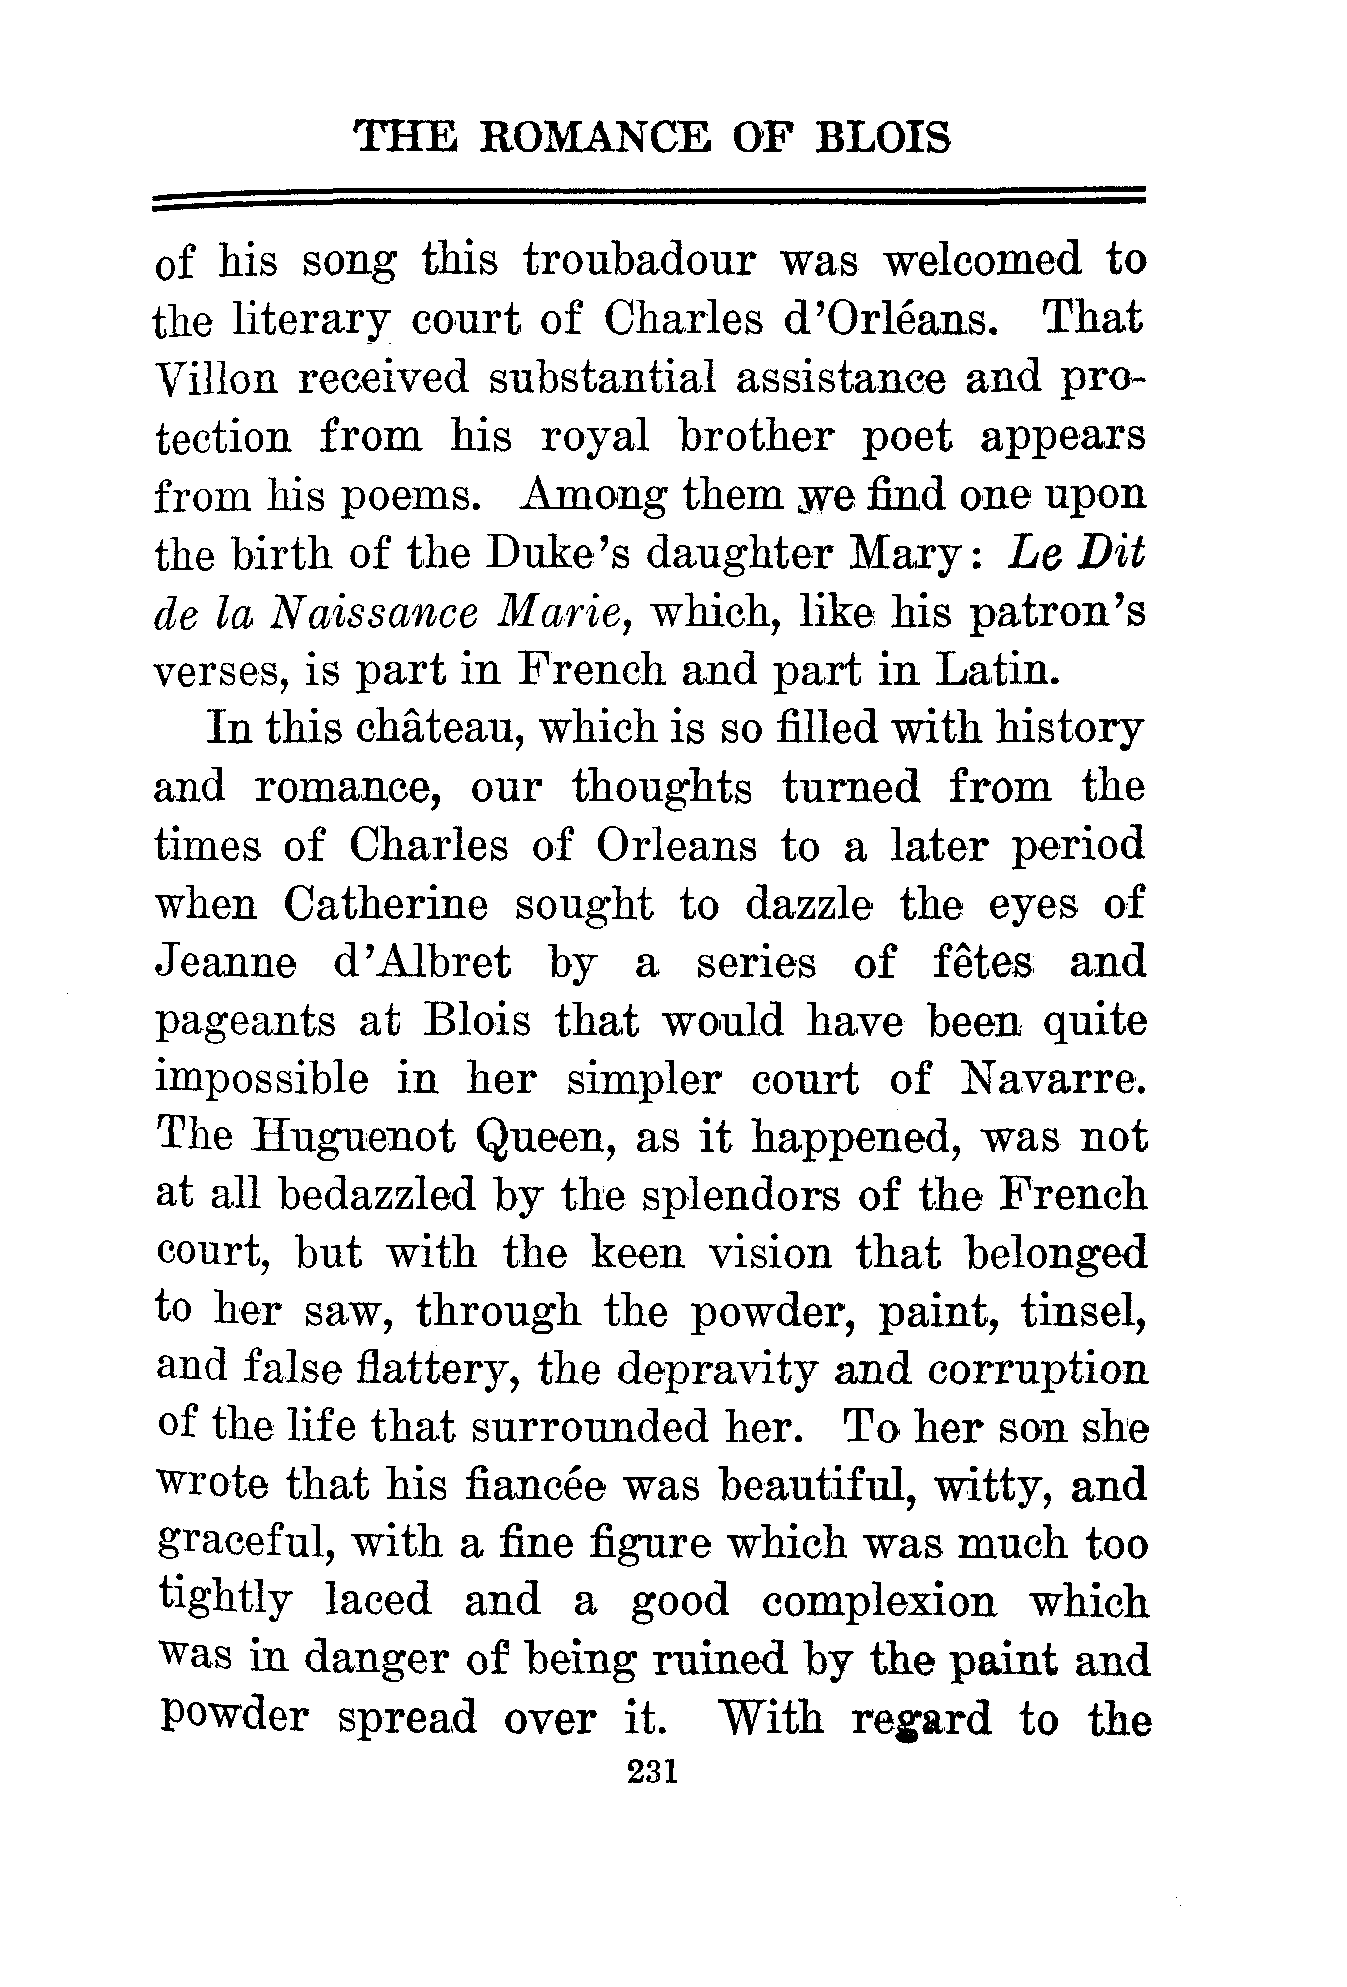 THE ROMANCE OF BLOIS
of his song this troubadour was welcomed to
the literary court of Charles d'Orléans. That
Villon received substantial assistance and pro-
tection from his royal brother poet appears
from his poems. Among them we find one upon
the birth of the Duke's daughter Mary: Le Dit
de la Naissance Marie, which, like his patron's
verses, is part in French and part in Latin.
In this château, which is so filled with history
and romance, our thoughts turned from the
times of Charles of Orleans to a later period
when Catherine sought to dazzle the eyes of
Jeanne d'Albret by a series of fêtes and
pageants at Blois that would have been quite
impossible in her simpler court of Navarre.
The Huguenot Queen, as it happened, was not
at all bedazzled by the splendors of the French
court, but with the keen vision that belonged
to her saw, through the powder, paint, tinsel,
and false flattery, the depravity and corruption
of the life that surrounded her. To her son she
wrote that his fiancée was beautiful, witty, and
graceful, with a fine figure which was much too
tightly laced and a good complexion which
was in danger of being ruined by the paint and
powder spread over it. With regard to the
231